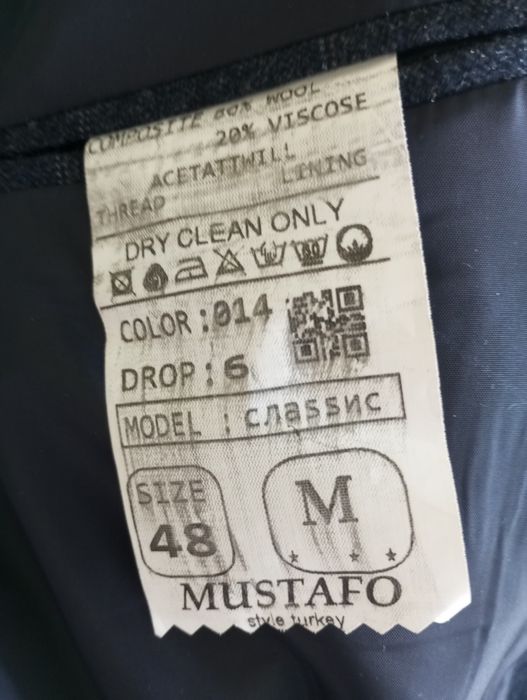 COMPOSITE 80% WOOL
20% VISCOSE
ACETATTWILL
THREAD LINING
DRY CLEAN ONLY
COLOR : 014
DROP : 6
MODEL : слassис
SIZE
48
M
MUSTAFO
style turkey